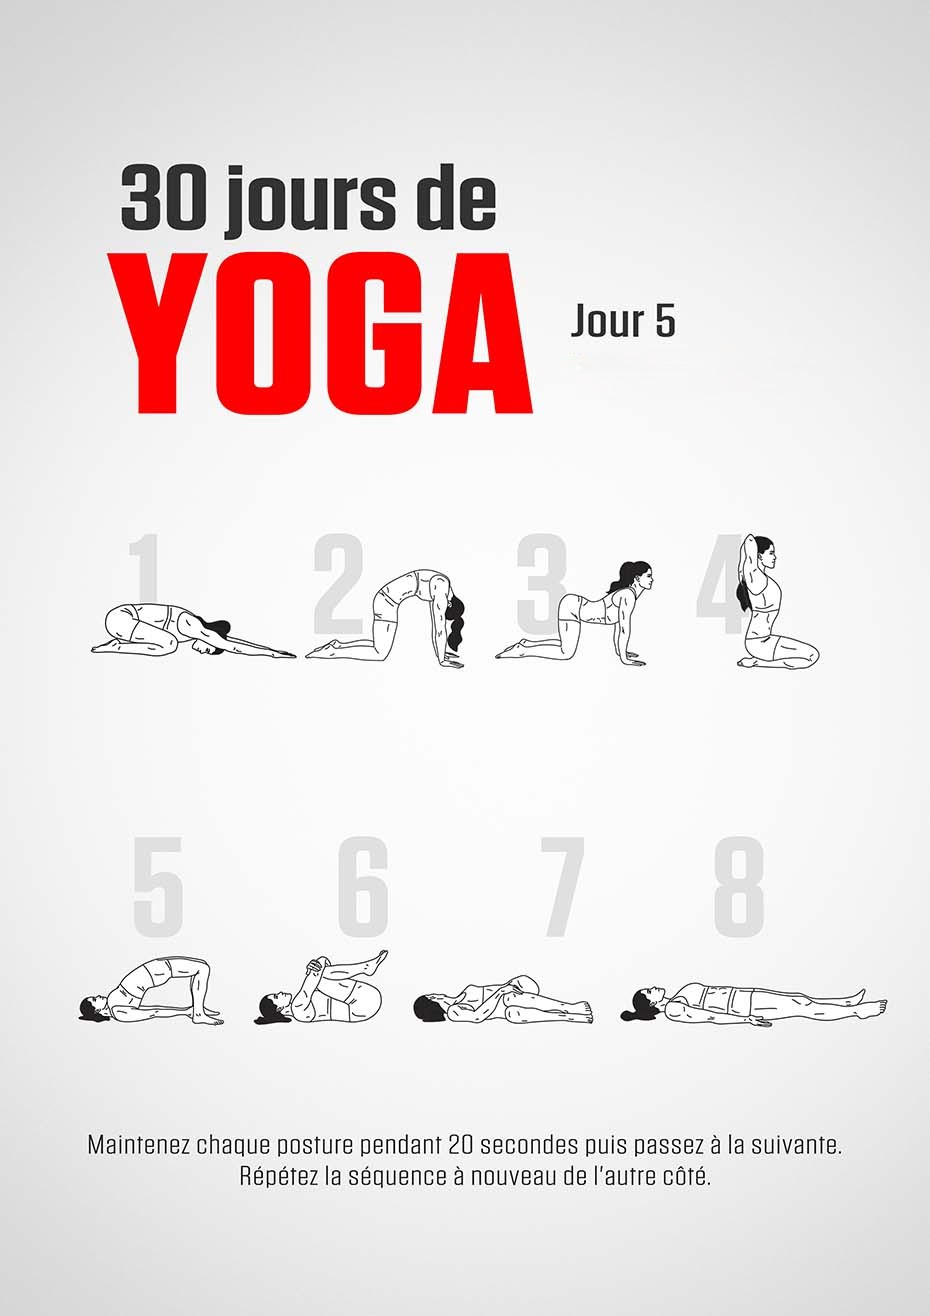 30 jours de
YOGA
Jour 5
1 2 3 4
5 6 7 8
Maintenez chaque posture pendant 20 secondes puis passez à la suivante.
Répétez la séquence à nouveau de l'autre côté.